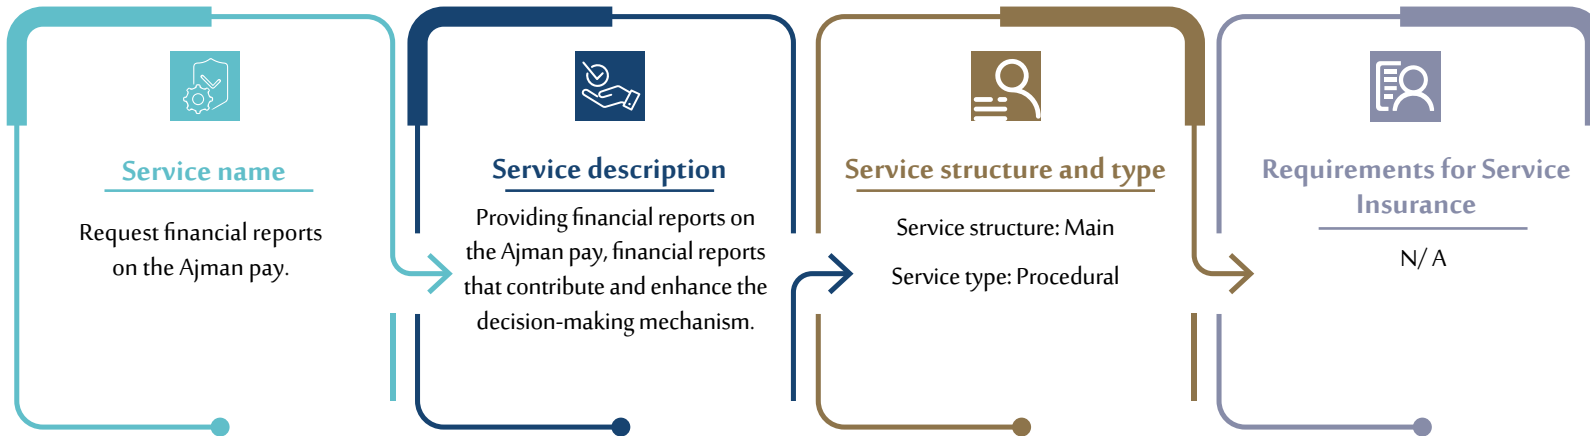 Service name
Request financial reports
on the Ajman pay.
Service description
Providing financial reports on
the Ajman pay, financial reports
that contribute and enhance the
decision-making mechanism.
Service structure and type
Service structure: Main
Service type: Procedural
Requirements for Service
Insurance
N/ A